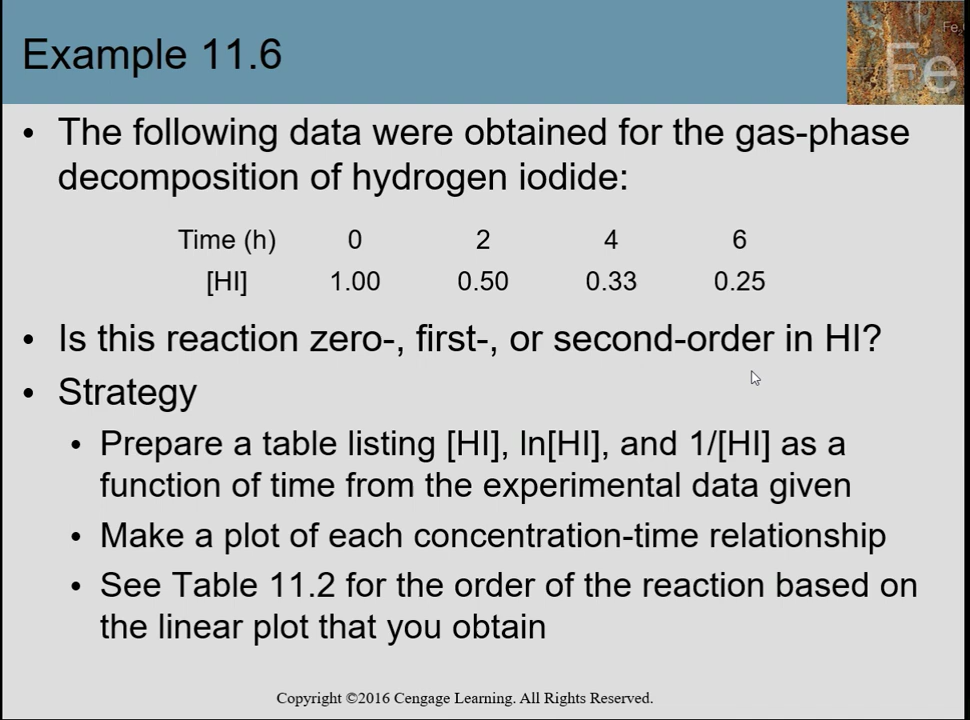 Example 11.6
Fe
Fe
• The following data were obtained for the gas-phase
decomposition of hydrogen iodide:
Time (h) 0 2 4 6
[HI] 1.00 0.50 0.33 0.25
• Is this reaction zero-, first-, or second-order in HI?
• Strategy
• Prepare a table listing [HI], ln[HI], and 1/[HI] as a
function of time from the experimental data given
• Make a plot of each concentration-time relationship
• See Table 11.2 for the order of the reaction based on
the linear plot that you obtain
Copyright ©2016 Cengage Learning. All Rights Reserved.